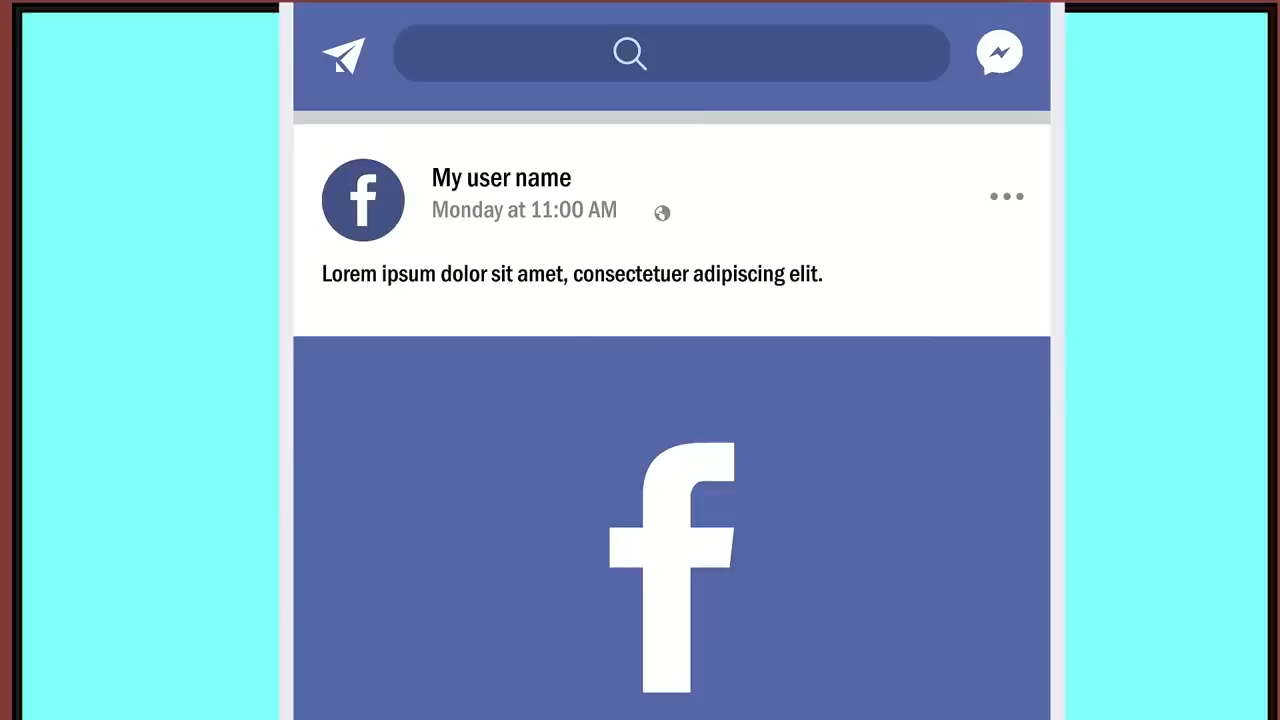 My user name
Monday at 11:00 AM
Lorem ipsum dolor sit amet, consectetuer adipiscing elit.